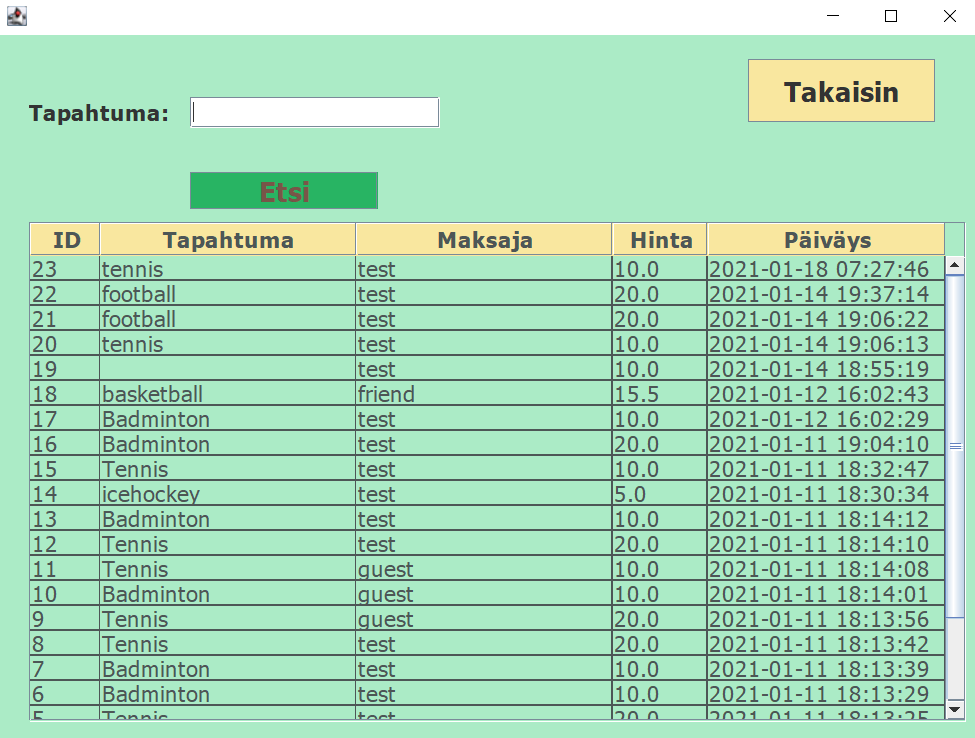 Takaisin
Tapahtuma:
Etsi
ID Tapahtuma Maksaja Hinta Päiväys
23 tennis test 10.0 2021-01-18 07:27:46
22 football test 20.0 2021-01-14 19:37:14
21 football test 20.0 2021-01-14 19:06:22
20 tennis test 10.0 2021-01-14 19:06:13
19 test 10.0 2021-01-14 18:55:19
18 basketball friend 15.5 2021-01-12 16:02:43
17 Badminton test 10.0 2021-01-12 16:02:29
16 Badminton test 20.0 2021-01-11 19:04:10
15 Tennis test 10.0 2021-01-11 18:32:47
14 icehockey test 5.0 2021-01-11 18:30:34
13 Badminton test 10.0 2021-01-11 18:14:12
12 Tennis test 20.0 2021-01-11 18:14:10
11 Tennis guest 10.0 2021-01-11 18:14:08
10 Badminton guest 10.0 2021-01-11 18:14:01
9 Tennis guest 20.0 2021-01-11 18:13:56
8 Tennis test 20.0 2021-01-11 18:13:42
7 Badminton test 10.0 2021-01-11 18:13:39
6 Badminton test 10.0 2021-01-11 18:13:29
5 Tennis test 20.0 2021-01-11 18:13:25